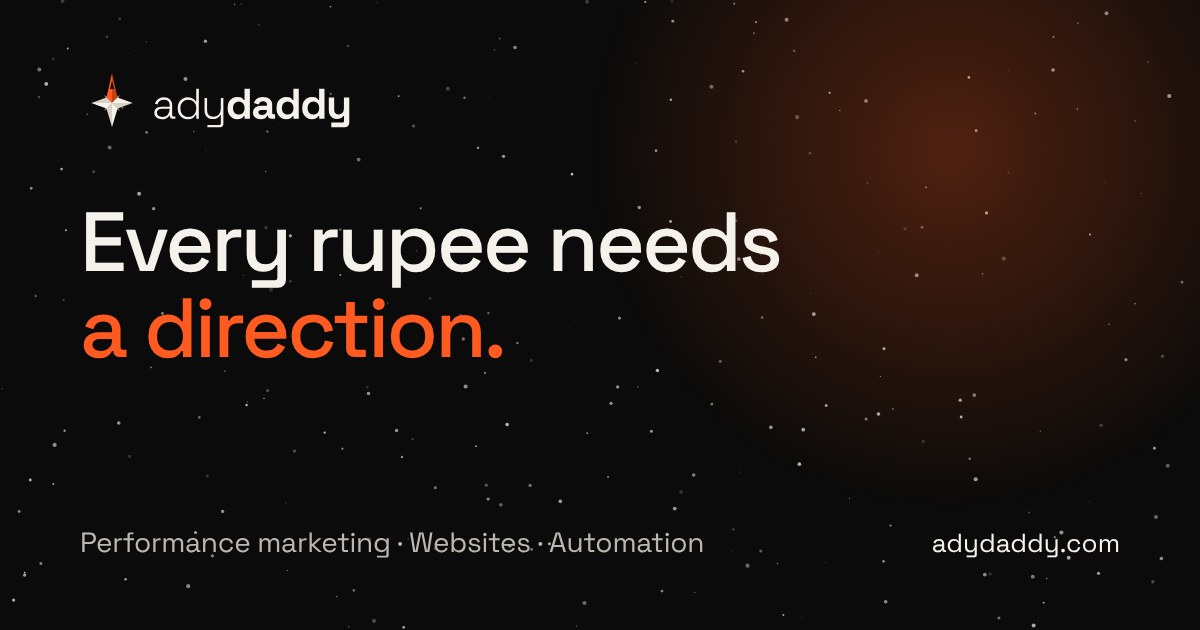 adydaddy
Every rupee needs
a direction.
Performance marketing · Websites · Automation
adydaddy.com